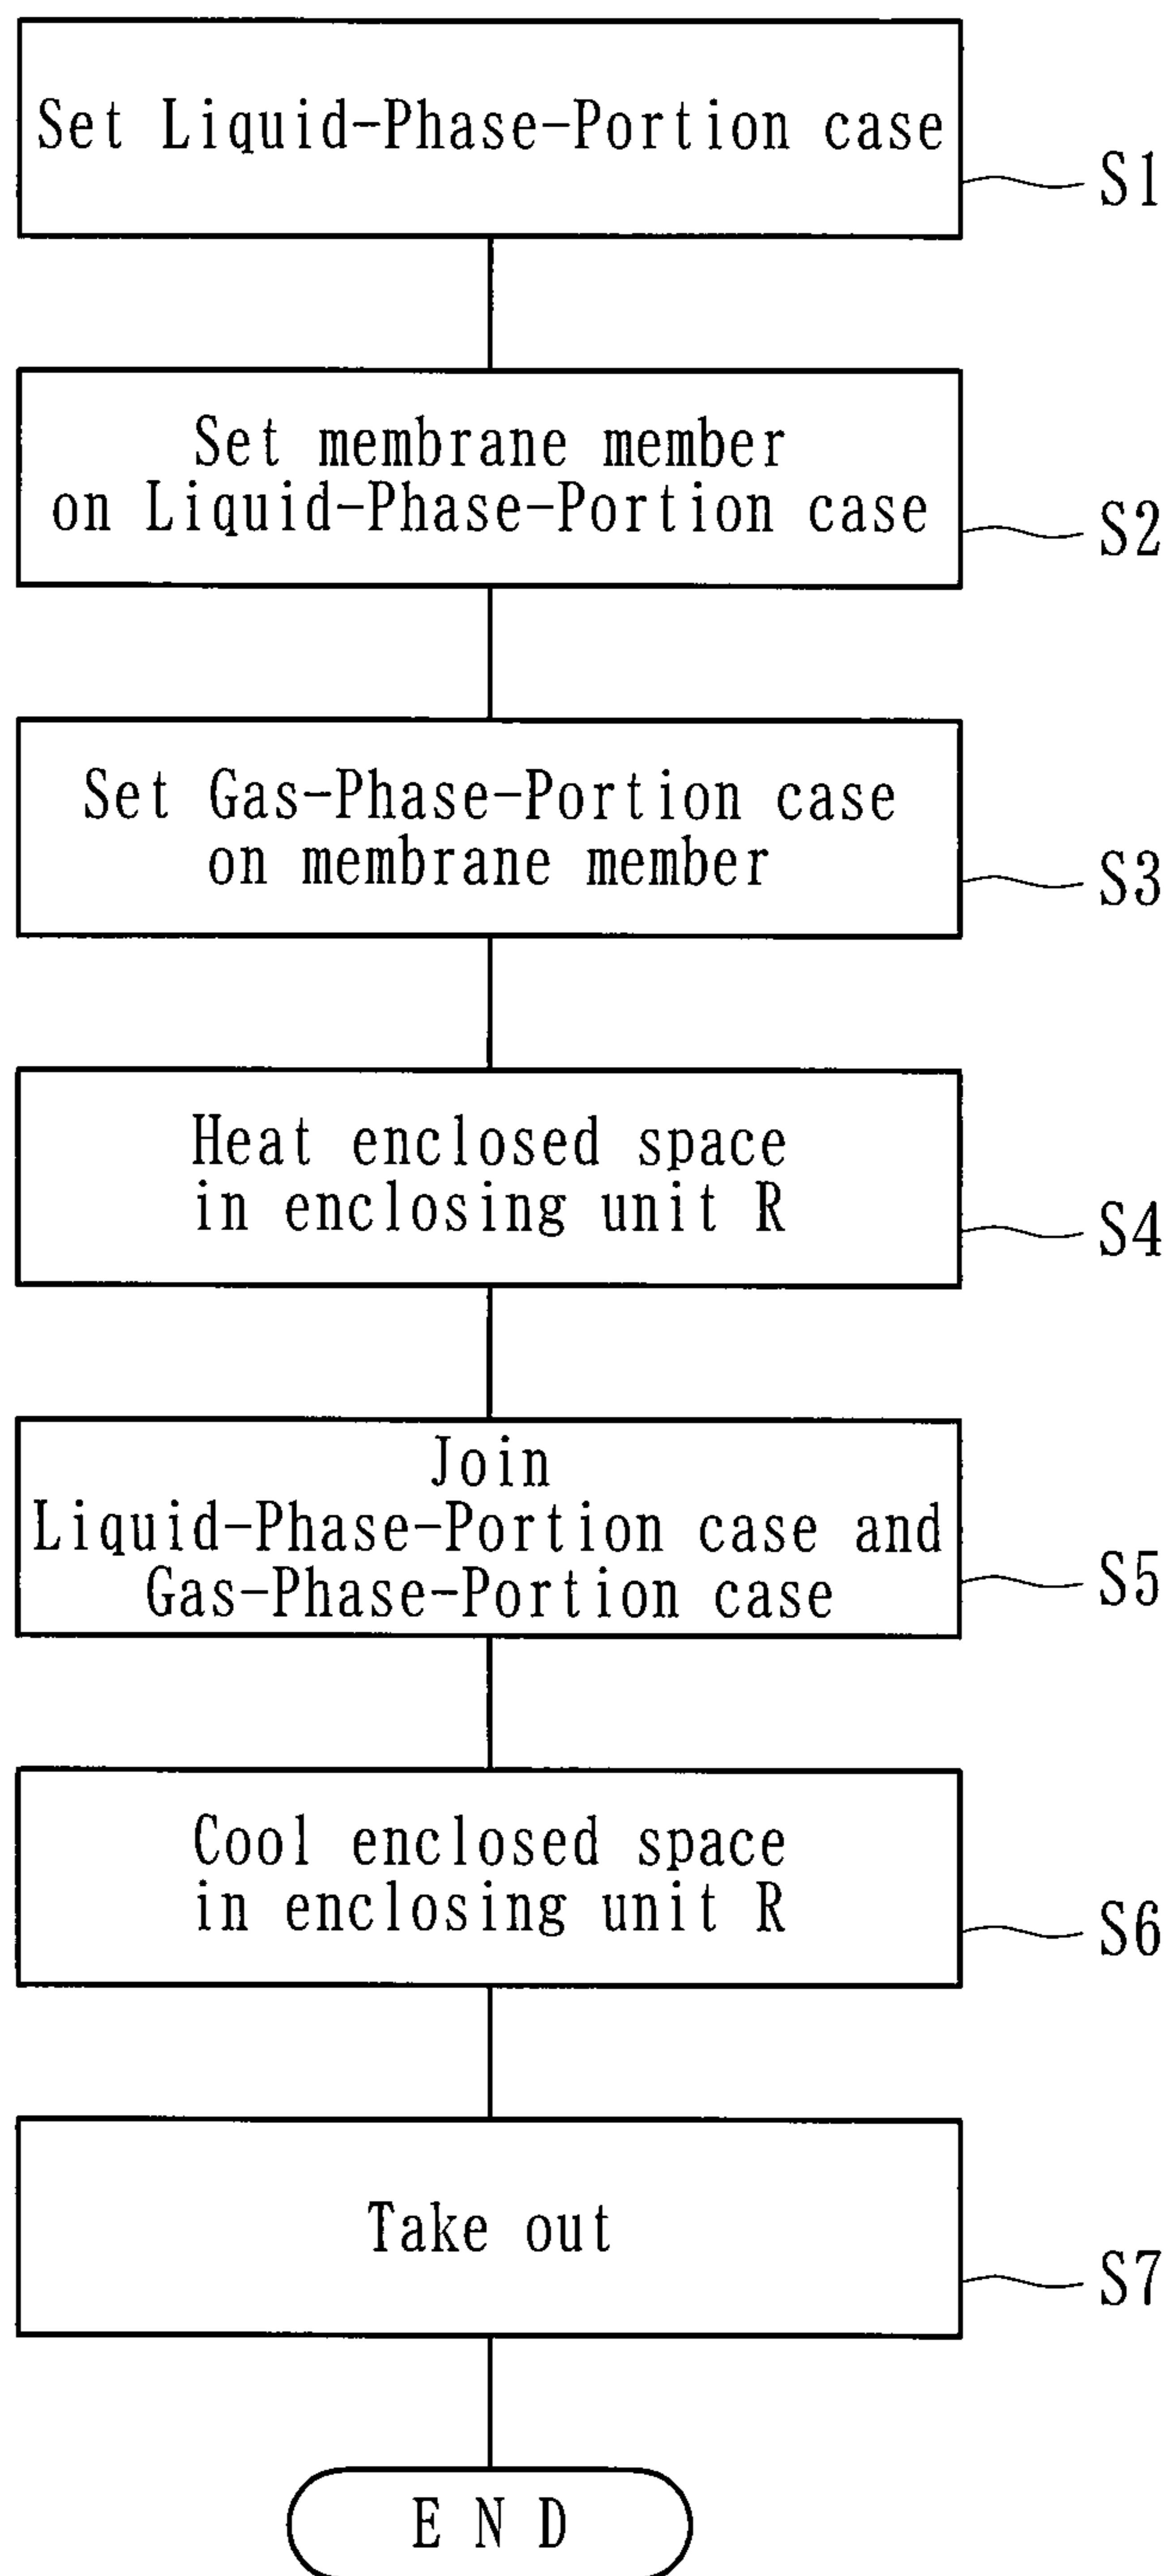 Set Liquid-Phase-Portion case
S1
Set membrane member
on Liquid-Phase-Portion case
S2
Set Gas-Phase-Portion case
on membrane member
S3
Heat enclosed space
in enclosing unit R
S4
Join
Liquid-Phase-Portion case and
Gas-Phase-Portion case
S5
Cool enclosed space
in enclosing unit R
S6
Take out
S7
E N D